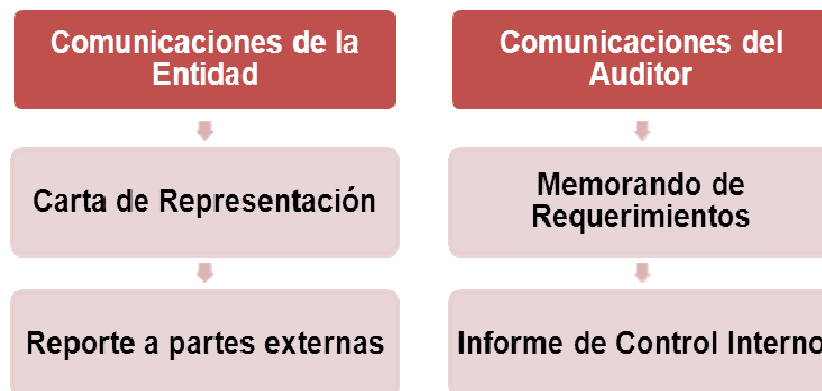 Comunicaciones de la
Entidad
Carta de Representación
Reporte a partes externas
Comunicaciones del
Auditor
Memorando de
Requerimientos
Informe de Control Interno